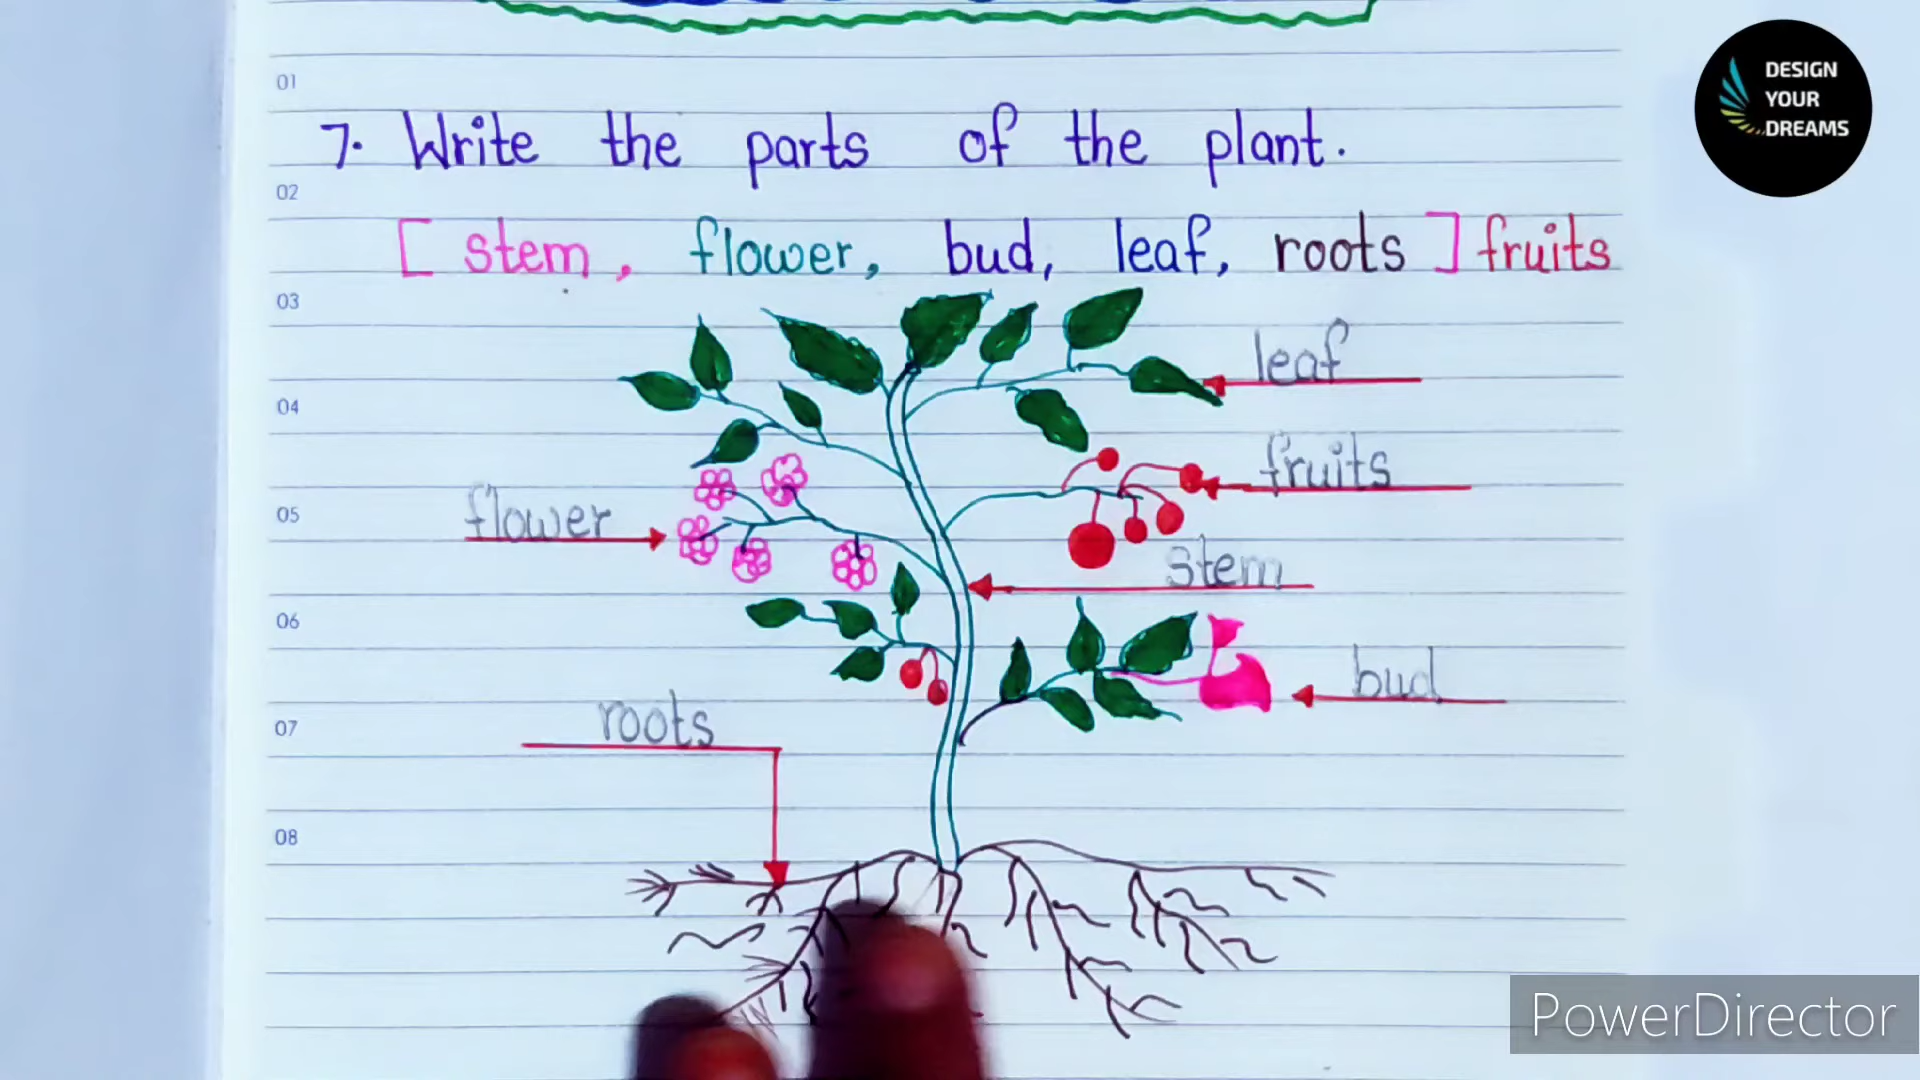 DESIGN
YOUR
DREAMS
01
7. Write the parts of the plant.
02
[ stem, flower, bud, leaf, roots ] fruits
03
leaf
04
fruits
flower
05
stem
06
bud
roots
07
08
PowerDirector